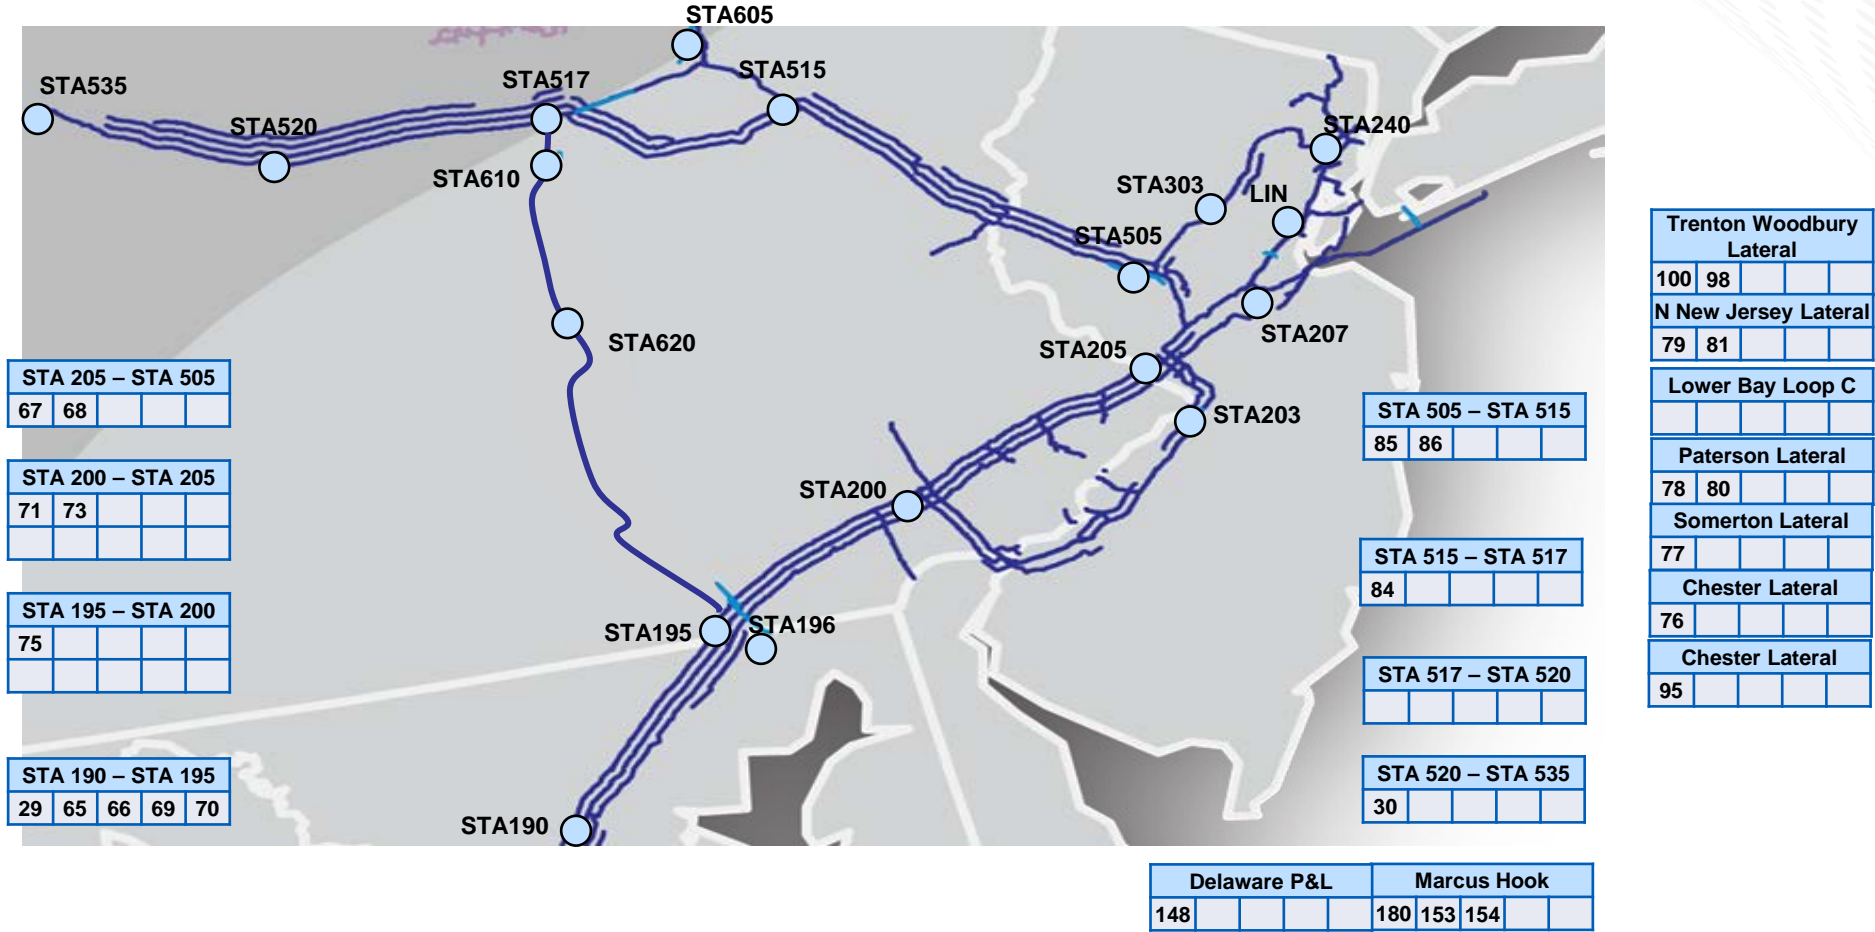 STA605
STA517
STA515
STA535
STA520
STA240
STA610
STA303
LIN
STA505
STA207
STA620
STA205
STA203
STA200
STA195
STA196
STA190
STA 205 – STA 505
67 68
STA 200 – STA 205
71 73
STA 195 – STA 200
75
STA 190 – STA 195
29 65 66 69 70
STA 505 – STA 515
85 86
STA 515 – STA 517
84
STA 517 – STA 520
STA 520 – STA 535
30
Trenton Woodbury
Lateral
100 98
N New Jersey Lateral
79 81
Lower Bay Loop C
Paterson Lateral
78 80
Somerton Lateral
77
Chester Lateral
76
Chester Lateral
95
Delaware P&L
148
Marcus Hook
180 153 154